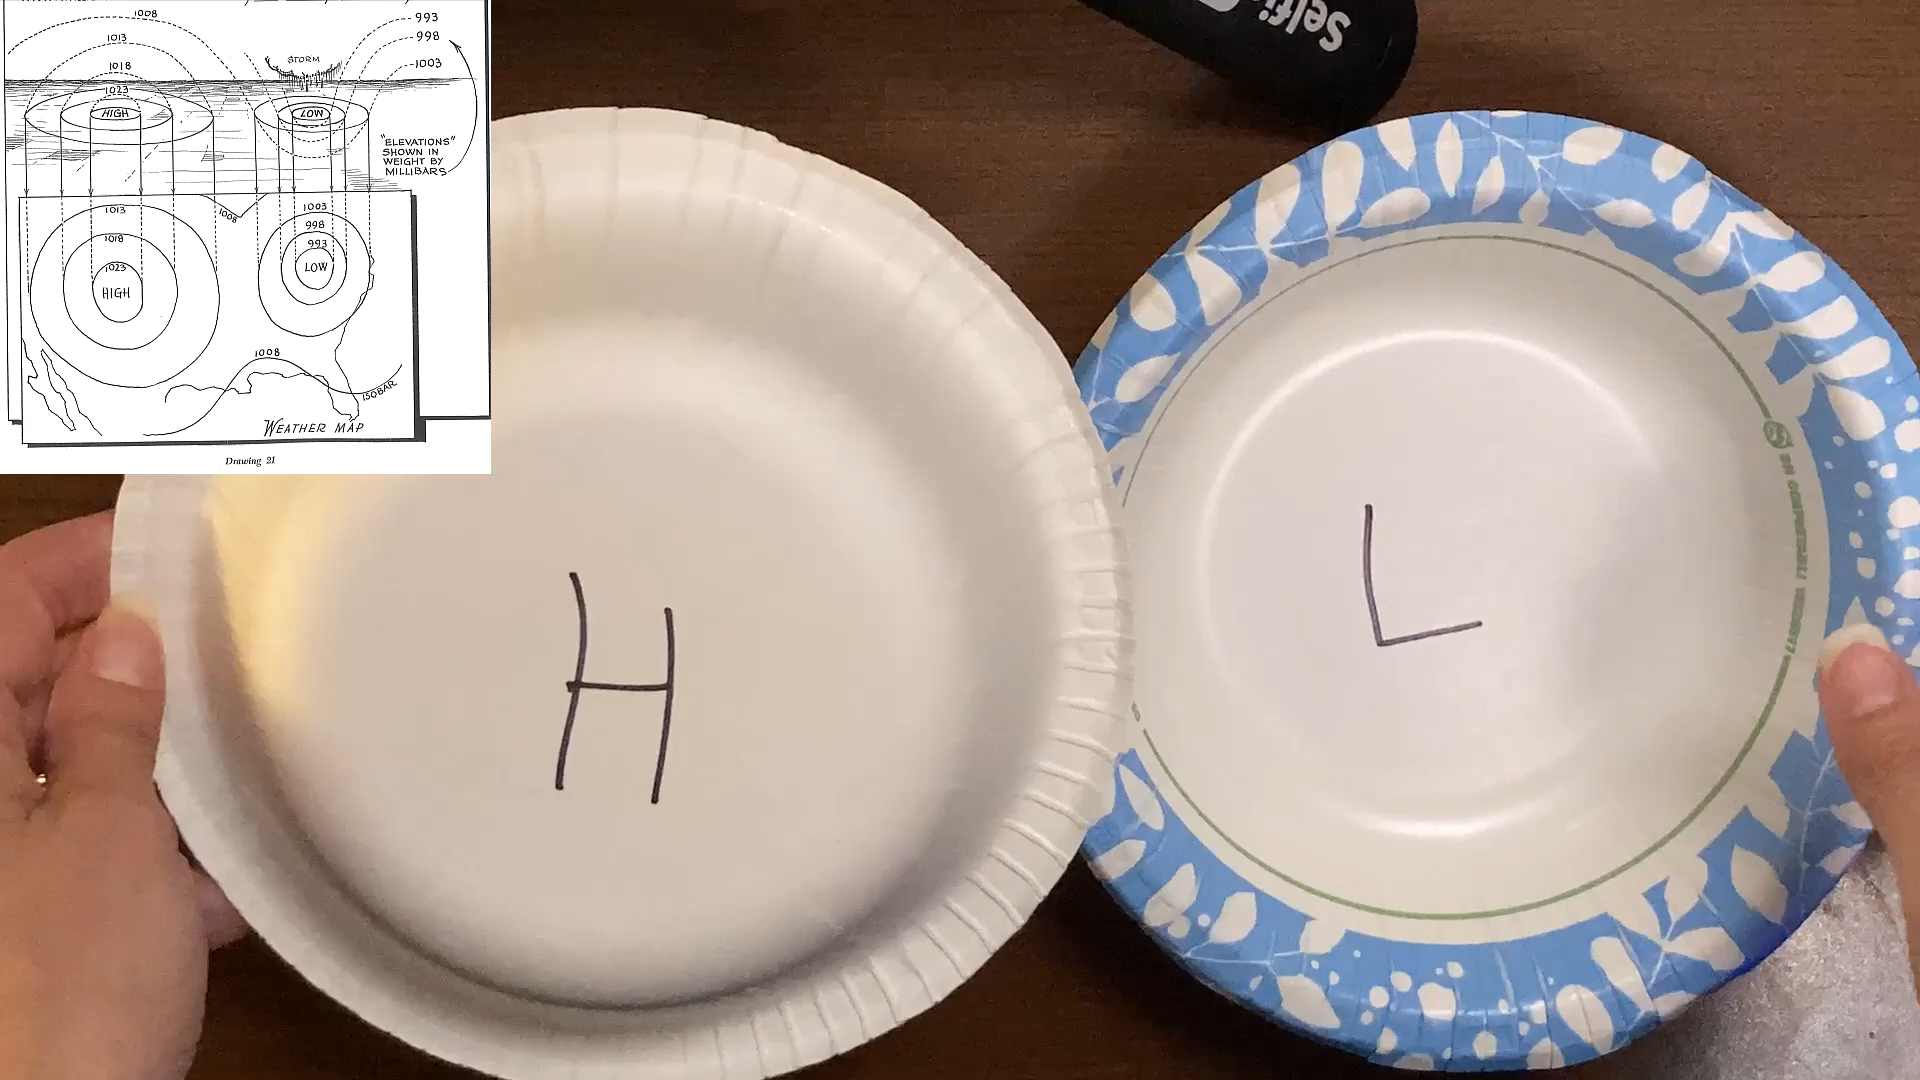 1008
1013
1018
1023
HIGH
STORM
LOW
993
998
1003
"ELEVATIONS"
SHOWN IN
WEIGHT BY
MILLIBARS
1013
1018
1023
HIGH
1008
1003
998
993
LOW
1008
ISOBAR
WEATHER MAP
Drawing 21
Selfi
H
L